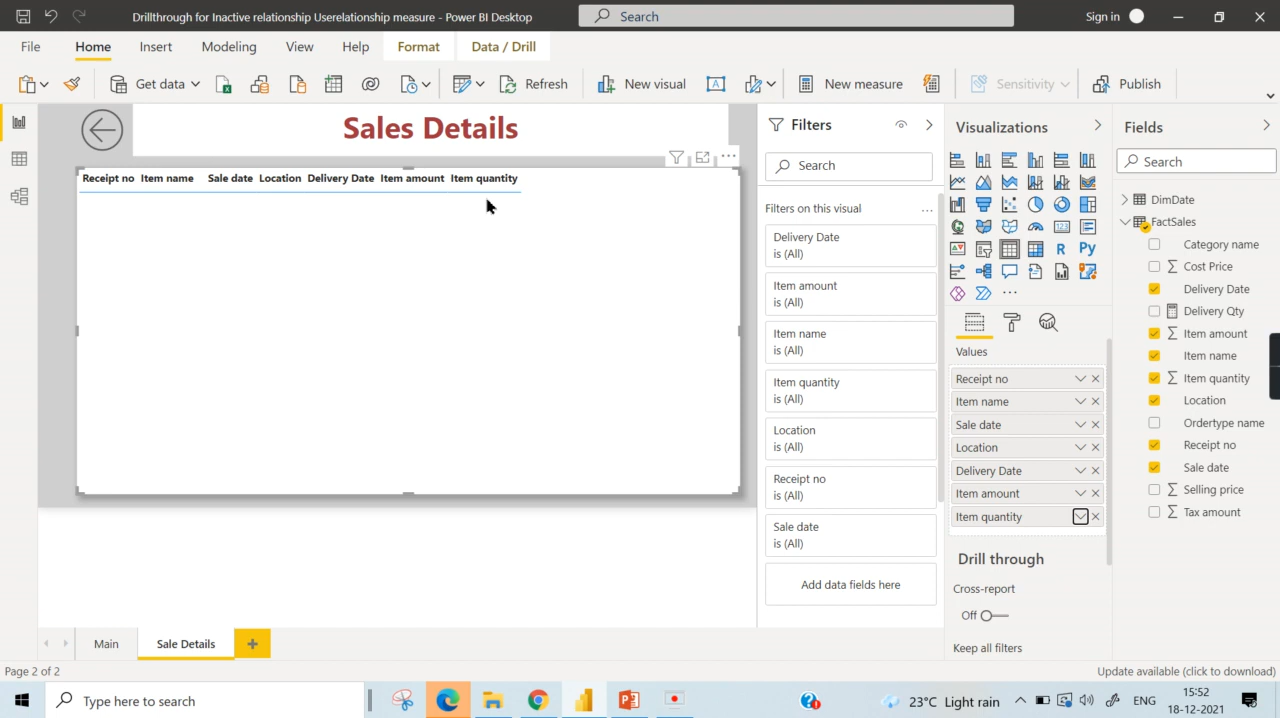 Drillthrough for Inactive relationship Userelationship measure - Power BI Desktop
Search
Sign in
File
Home
Insert
Modeling
View
Help
Format
Data / Drill
Get data
Refresh
New visual
New measure
Sensitivity
Publish
Sales Details
Receipt no Item name Sale date Location Delivery Date Item amount Item quantity
Filters
Search
Filters on this visual
Delivery Date
is (All)
Item amount
is (All)
Item name
is (All)
Item quantity
is (All)
Location
is (All)
Receipt no
is (All)
Sale date
is (All)
Add data fields here
Visualizations
R
Py
123
Values
Receipt no
Item name
Sale date
Location
Delivery Date
Item amount
Item quantity
Drill through
Cross-report
Off
Keep all filters
Fields
Search
DimDate
FactSales
Category name
Cost Price
Delivery Date
Delivery Qty
Item amount
Item name
Item quantity
Location
Ordertype name
Receipt no
Sale date
Selling price
Tax amount
Main
Sale Details
Page 2 of 2
Update available (click to download)
Type here to search
23°C Light rain
ENG
15:52
18-12-2021